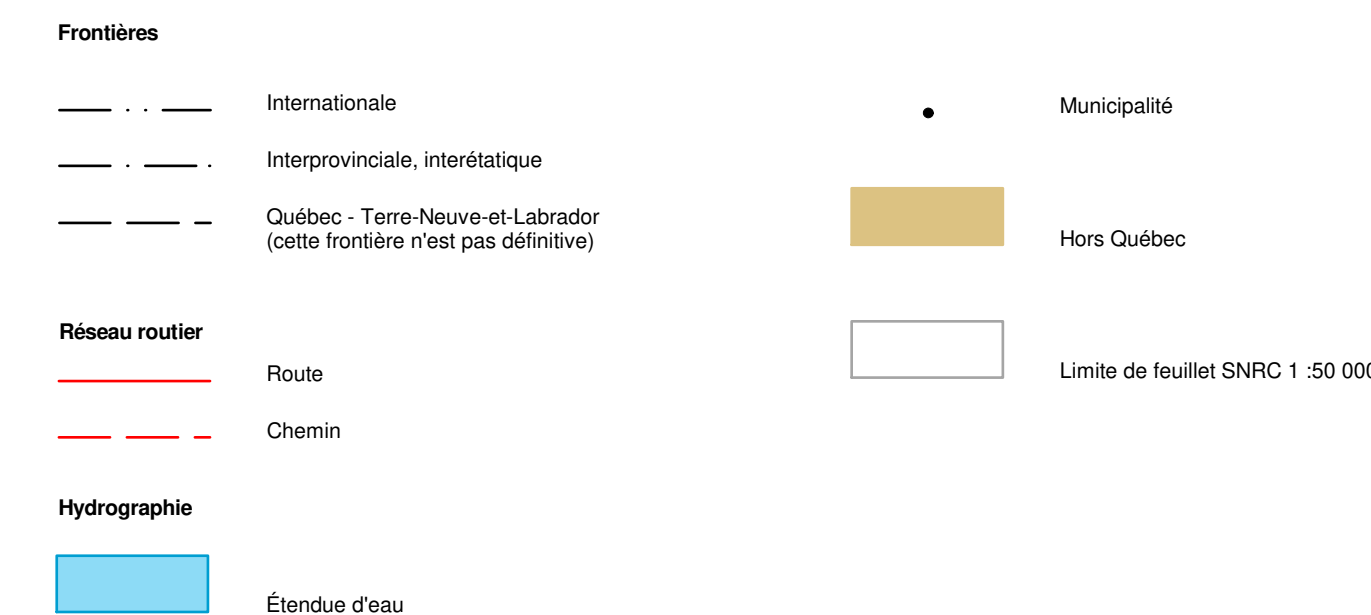 Frontières
Internationale
Interprovinciale, interétatique
Québec - Terre-Neuve-et-Labrador
(cette frontière n'est pas définitive)
Réseau routier
Route
Chemin
Hydrographie
Étendue d'eau
Municipalité
Hors Québec
Limite de feuillet SNRC 1 :50 000